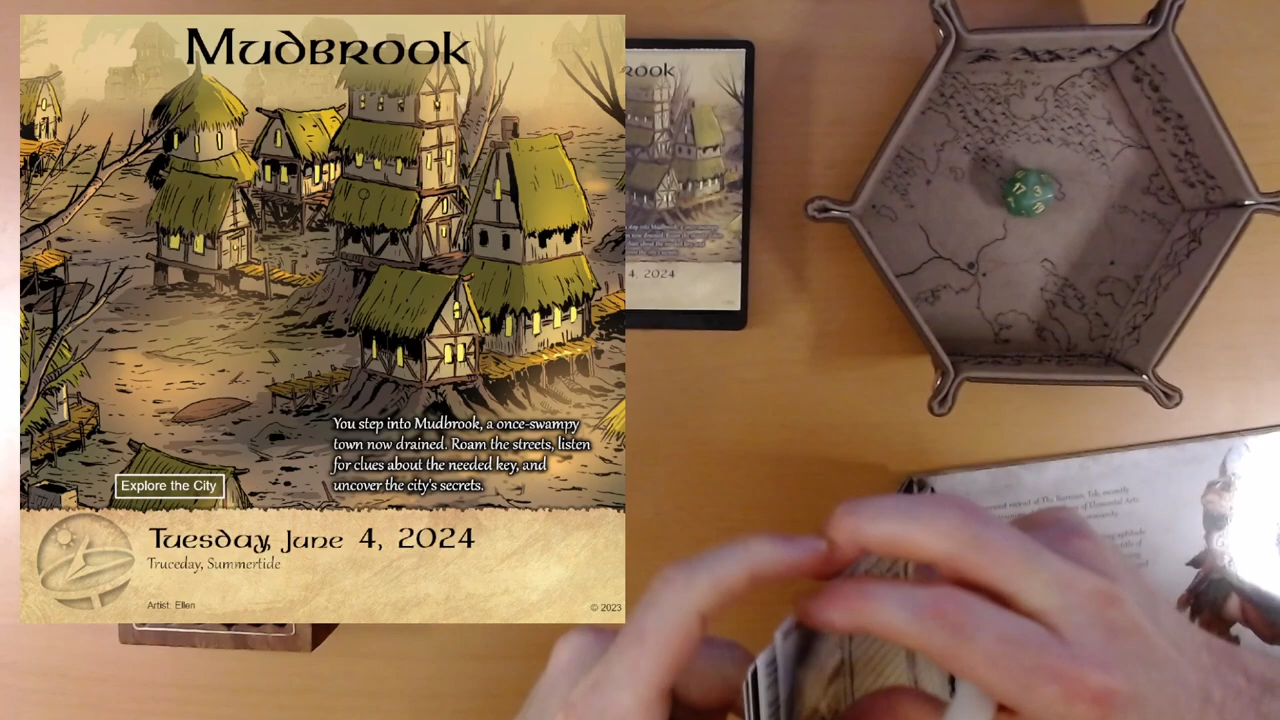 Mudbrook
You step into Mudbrook, a once-swampy
town now drained. Roam the streets, listen
for clues about the needed key, and
uncover the city's secrets.
Explore the City
Tuesday, June 4, 2024
Truceday, Summertide
Artist: Ellen
© 2023
4, 2024
17
3